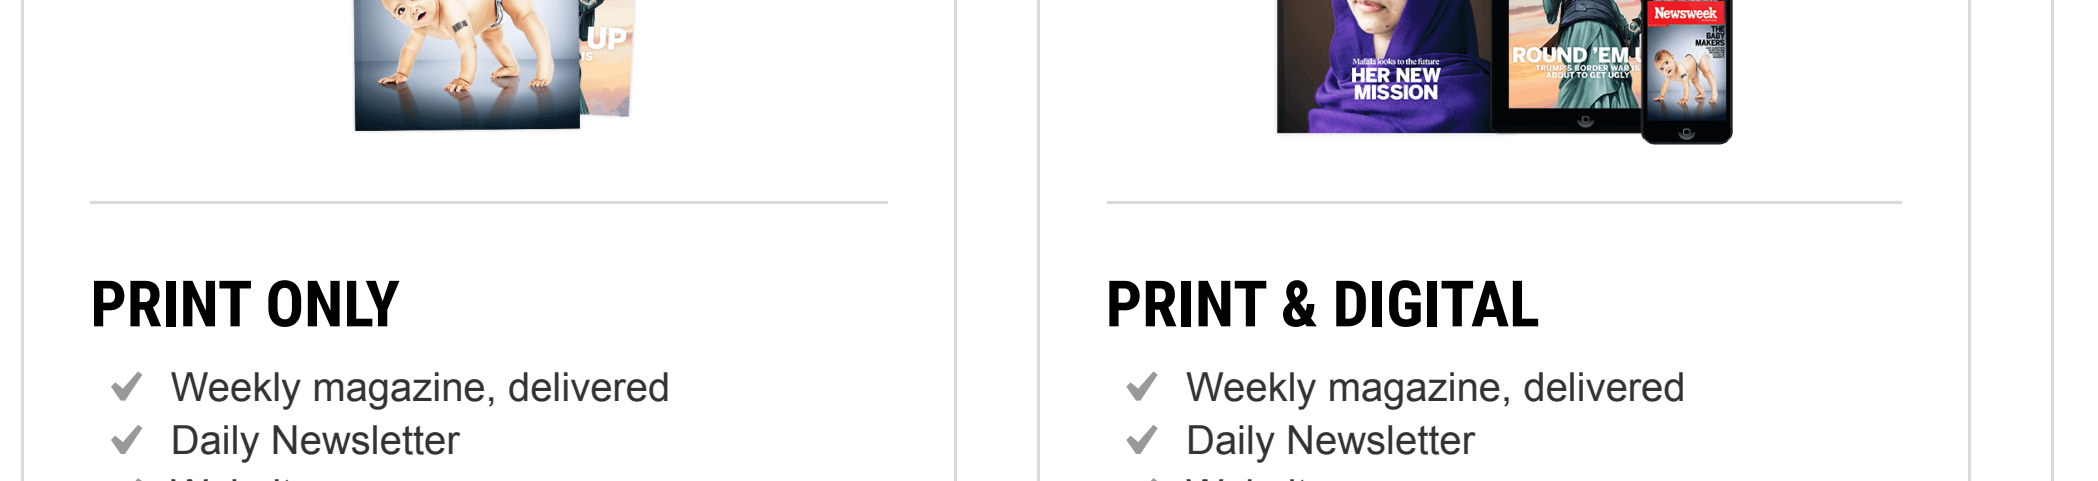 UP
Malala looks to the future
HER NEW
MISSION
ROUND 'EM U
TRUMP'S BORDER WAR IS
ABOUT TO GET UGLY
Newsweek
THE
BABY
MAKERS
PRINT ONLY
Weekly magazine, delivered
Daily Newsletter
PRINT & DIGITAL
Weekly magazine, delivered
Daily Newsletter